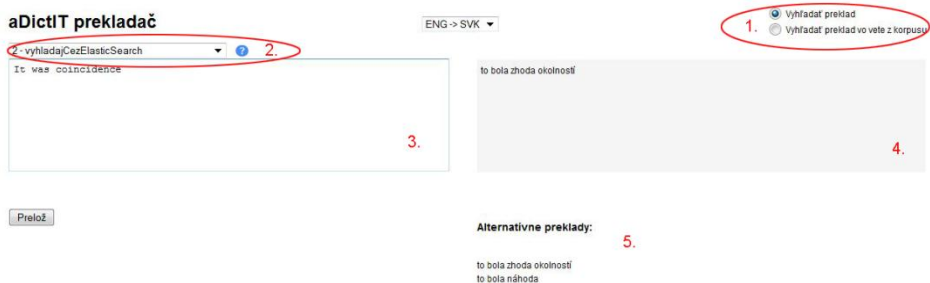 aDictIT prekladač
ENG -> SVK
1.
Vyhľadať preklad
Vyhľadať preklad vo vete z korpusu
2 - vyhladajCezElasticSearch
?
2.
It was coincidence
3.
to bola zhoda okolností
4.
Prelož
Alternatívne preklady:
5.
to bola zhoda okolností
to bola náhoda